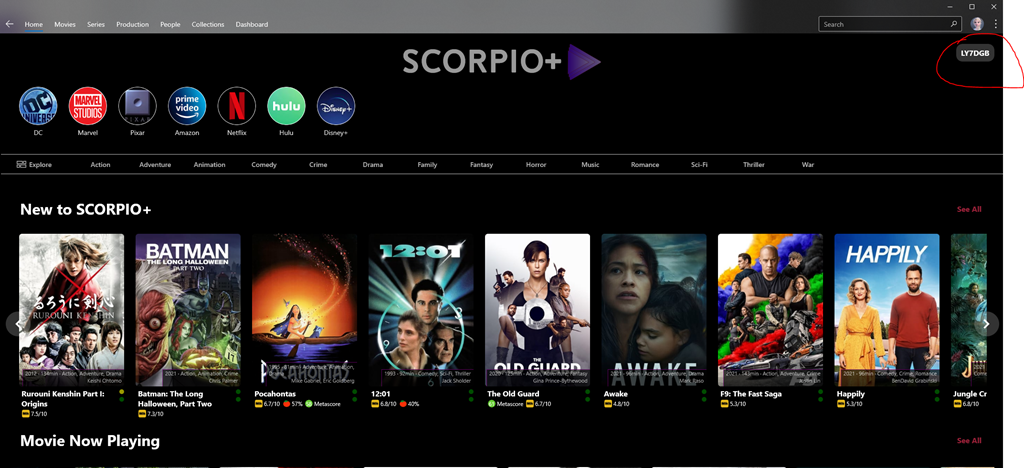 Home Movies Series Production People Collections Dashboard Search
SCORPIO+
LY7DGB
DC UNIVERSE
MARVEL STUDIOS
PIXAR
prime video
N
hulu
Disney+
DC Marvel Pixar Amazon Netflix Hulu Disney+
Explore Action Adventure Animation Comedy Crime Drama Family Fantasy Horror Music Romance Sci-Fi Thriller War
New to SCORPIO+ See All
るろうに剣心
RUROUNI KENSHIN
2012 - 134min - Action, Adventure, Drama
Keishi Ohtomo
Rurouni Kenshin Part I:
Origins
7.5/10
BATMAN
THE LONG HALLOWEEN
PART TWO
2021 - Action, Animation, Crime
Chris Palmer
Batman: The Long
Halloween, Part Two
7.3/10
POCAHONTAS
Mike Gabriel, Eric Goldberg
Pocahontas
6.7/10 57% Metascore
12:01
1993 - 92min - Comedy, Sci-Fi, Thriller
Jack Sholder
12:01
6.8/10 40%
THE
OLD GUARD
2020 - 125min - Action, Adventure, Fantasy
Gina Prince-Bythewood
The Old Guard
Metascore 6.7/10
AWAKE
2021 - 96min - Action, Adventure, Drama
Mark Raso
Awake
4.8/10
2021 - Action, Adventure, Crime
Justin Lin
F9: The Fast Saga
5.3/10
HAPPILY
2021 - 96min - Comedy, Crime, Romance
BenDavid Grabinski
Happily
5.3/10
Jungle Cr
6.8/10
Movie Now Playing See All